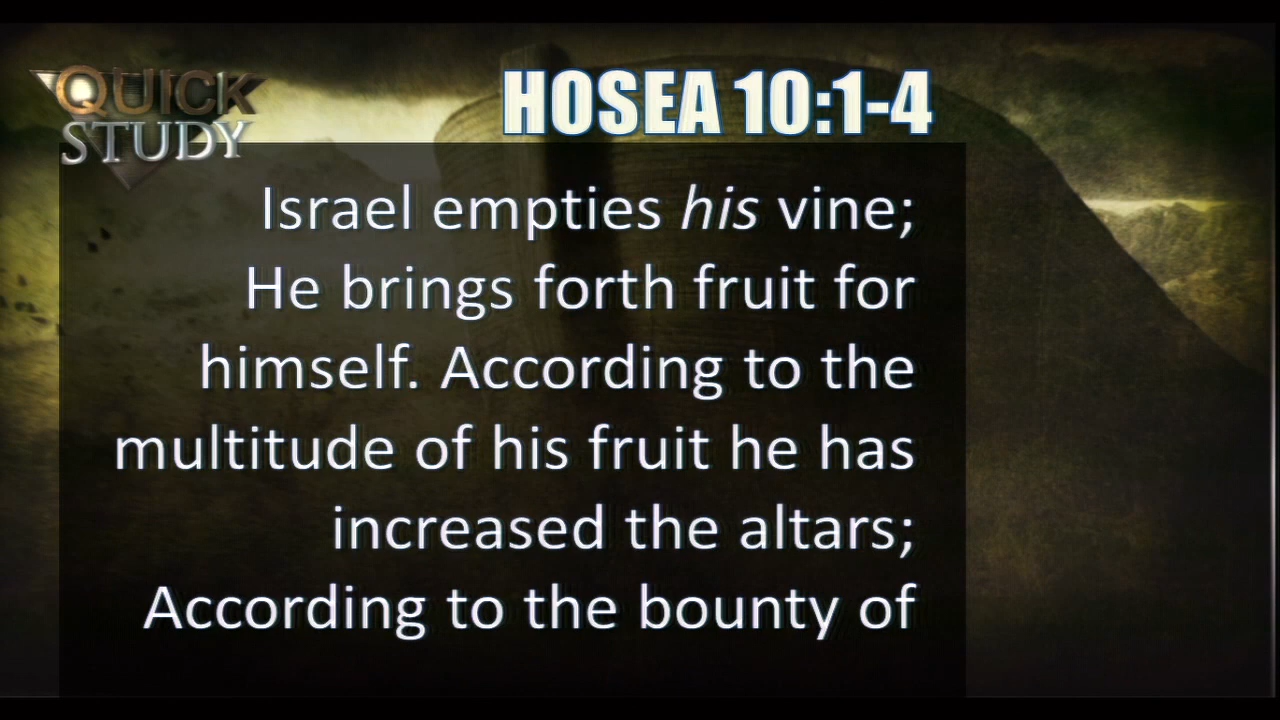 QUICK
STUDY
HOSEA 10:1-4
Israel empties his vine;
He brings forth fruit for
himself. According to the
multitude of his fruit he has
increased the altars;
According to the bounty of